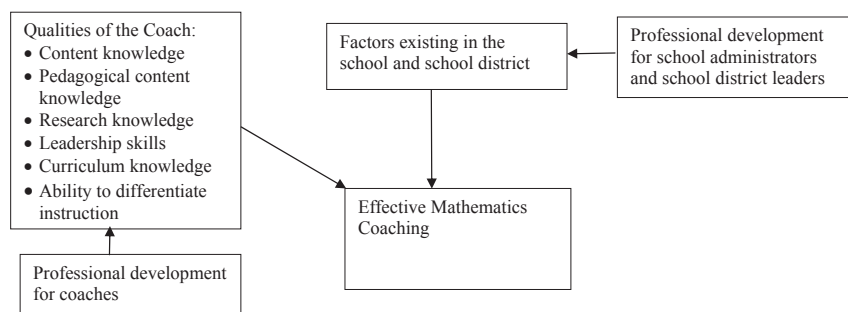 Qualities of the Coach:
• Content knowledge
• Pedagogical content
knowledge
• Research knowledge
• Leadership skills
• Curriculum knowledge
• Ability to differentiate
instruction
Factors existing in the
school and school district
Professional development
for school administrators
and school district leaders
Effective Mathematics
Coaching
Professional development
for coaches